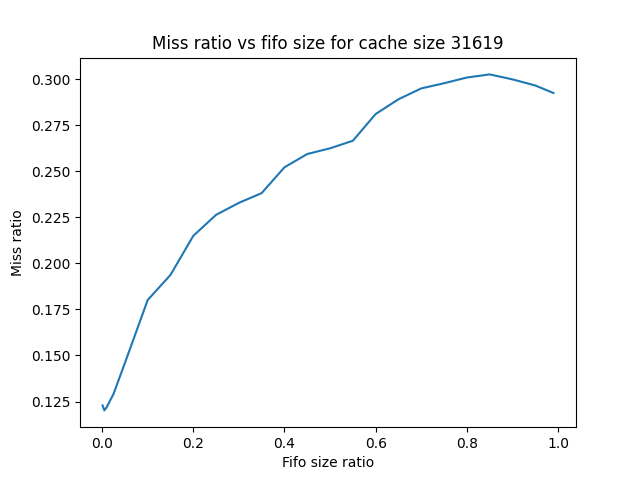 Miss ratio vs fifo size for cache size 31619
0.300
0.275
0.250
0.225
0.200
0.175
0.150
0.125
Miss ratio
0.0 0.2 0.4 0.6 0.8 1.0
Fifo size ratio